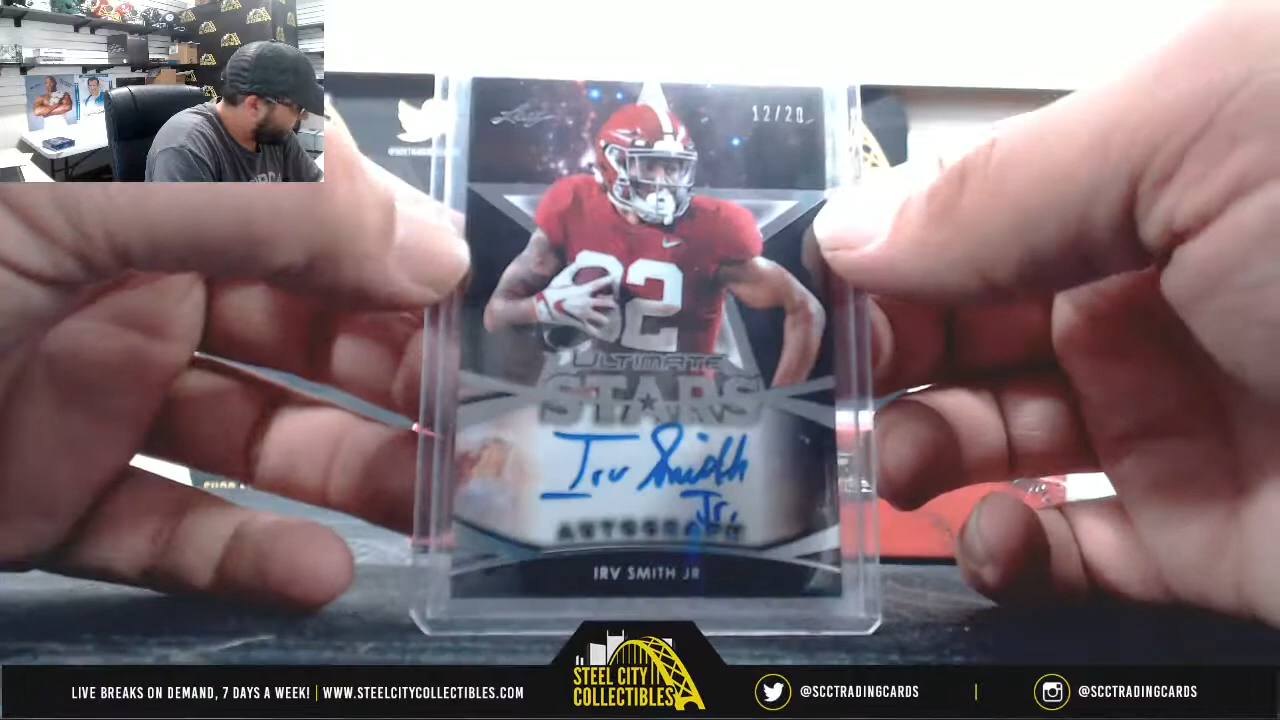 Leaf
12/20
82
ULTIMATE
STARS
Irv Smith
Jr.
AUTOGRAPH
IRV SMITH JR
LIVE BREAKS ON DEMAND, 7 DAYS A WEEK! | WWW.STEELCITYCOLLECTIBLES.COM
STEEL CITY
COLLECTIBLES
@SCCTRADINGCARDS
@SCCTRADINGCARDS